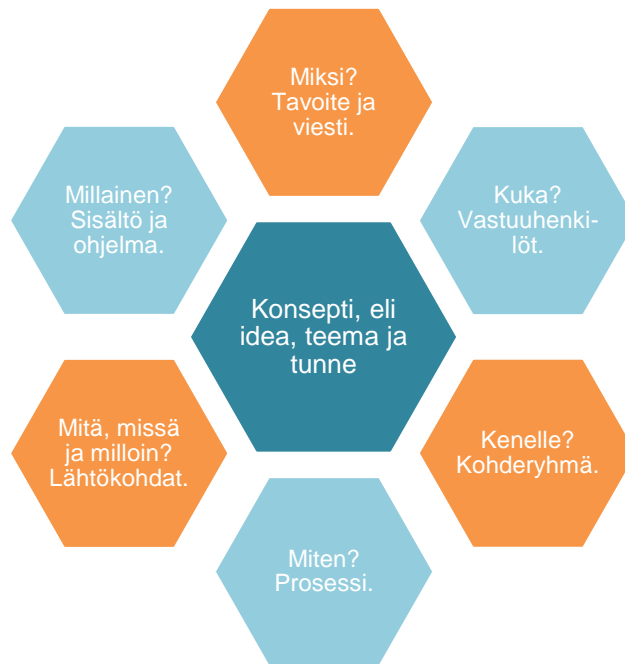 Miksi?
Tavoite ja
viesti.
Millainen?
Sisältö ja
ohjelma.
Kuka?
Vastuuhenki-
löt.
Konsepti, eli
idea, teema ja
tunne
Mitä, missä
ja milloin?
Lähtökohdat.
Kenelle?
Kohderyhmä.
Miten?
Prosessi.